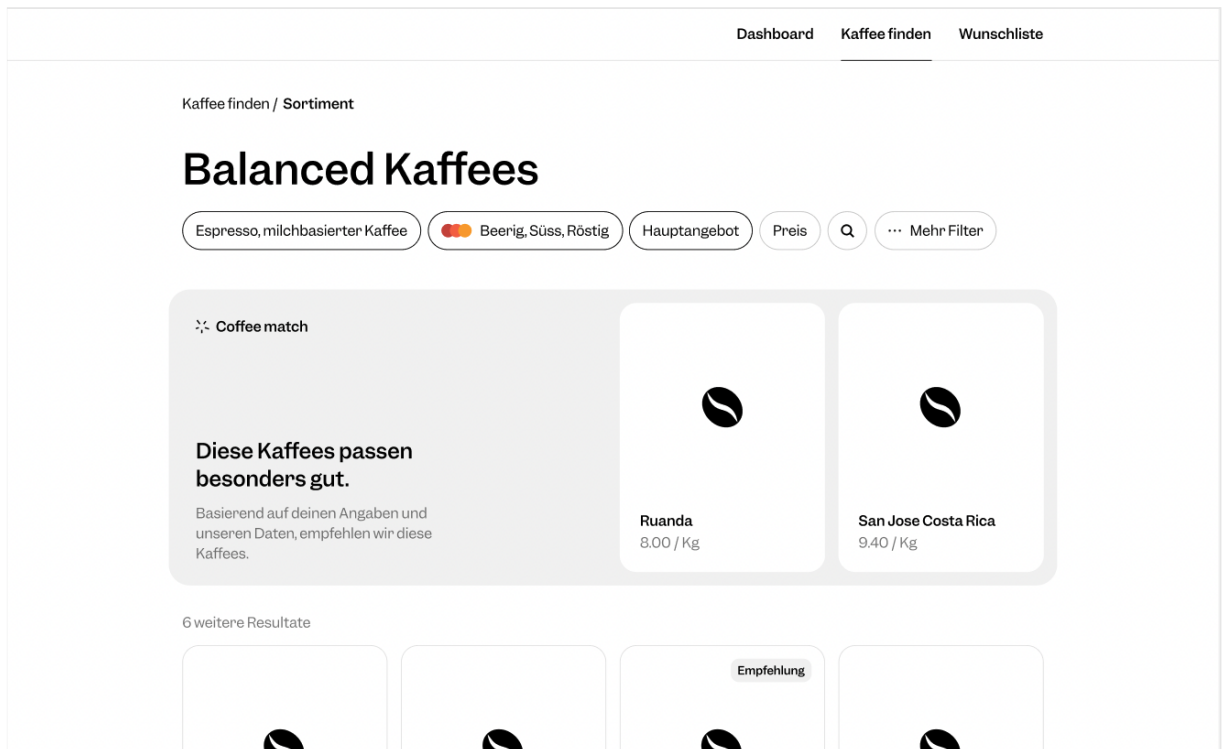 Dashboard Kaffee finden Wunschliste
Kaffee finden / Sortiment
Balanced Kaffees
Espresso, milchbasierter Kaffee Beerig, Süss, Röstig Hauptangebot Preis ··· Mehr Filter
Coffee match
Diese Kaffees passen
besonders gut.
Basierend auf deinen Angaben und
unseren Daten, empfehlen wir diese
Kaffees.
Ruanda
8.00 / Kg
San Jose Costa Rica
9.40 / Kg
6 weitere Resultate
Empfehlung